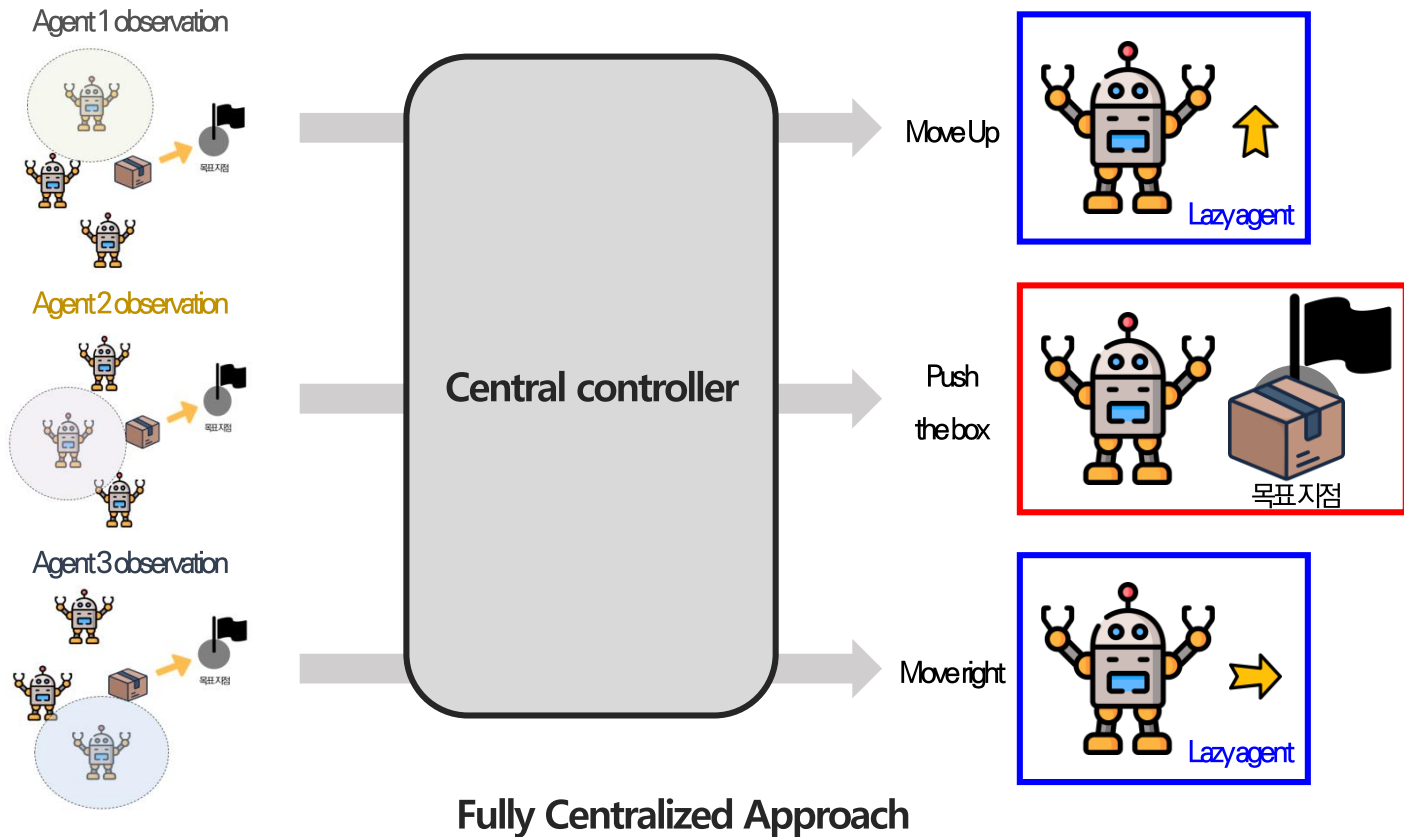 Agent 1 observation
목표 지점
Move Up
Lazy agent
Agent 2 observation
목표 지점
Central controller
Push
the box
목표 지점
Agent 3 observation
목표 지점
Move right
Lazy agent
Fully Centralized Approach